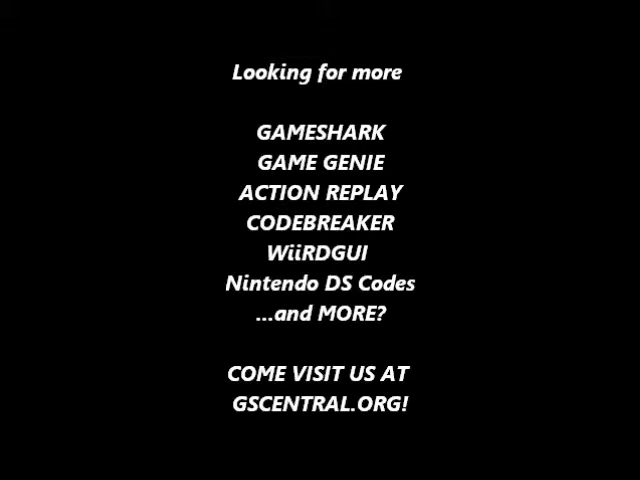 Looking for more
GAMESHARK
GAME GENIE
ACTION REPLAY
CODEBREAKER
WiiRDGUI
Nintendo DS Codes
...and MORE?
COME VISIT US AT
GSCENTRAL.ORG!